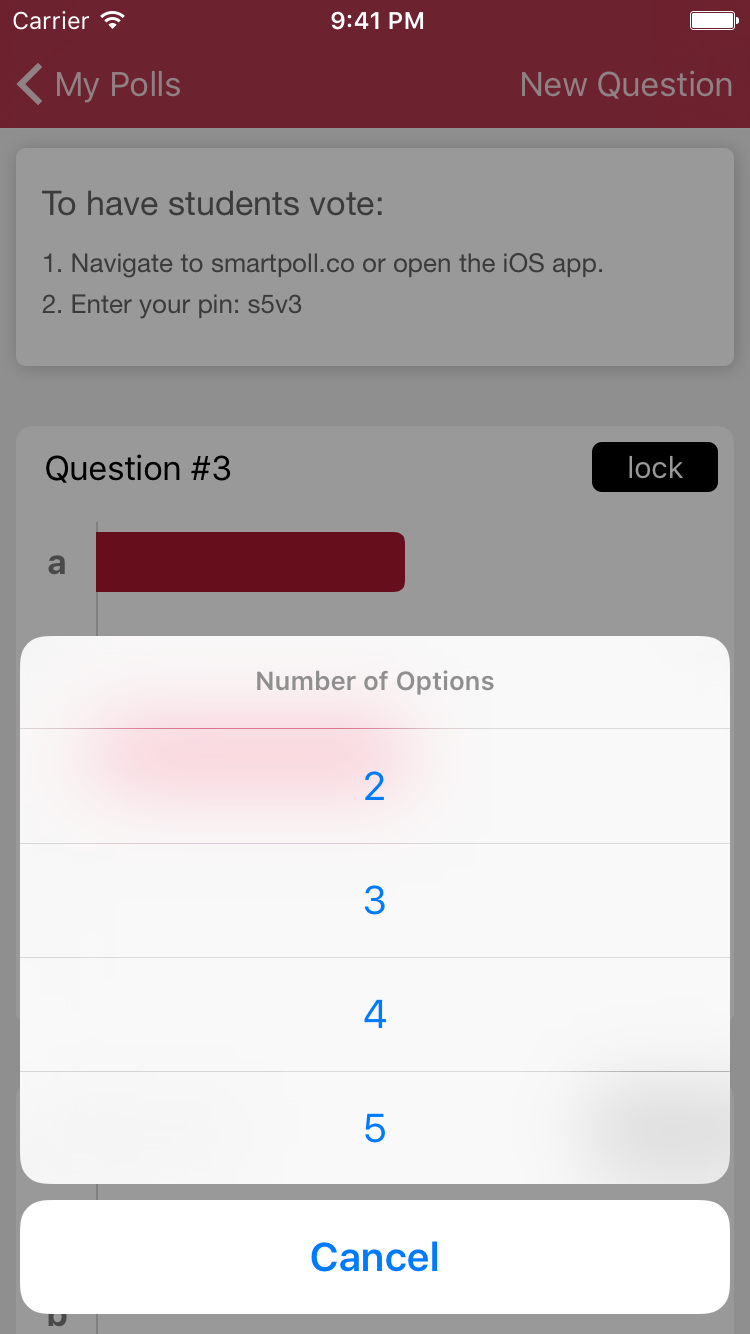 Carrier 9:41 PM
My Polls New Question
To have students vote:
1. Navigate to smartpoll.co or open the iOS app.
2. Enter your pin: s5v3
Question #3 lock
a
Number of Options
2
3
4
5
Cancel
b